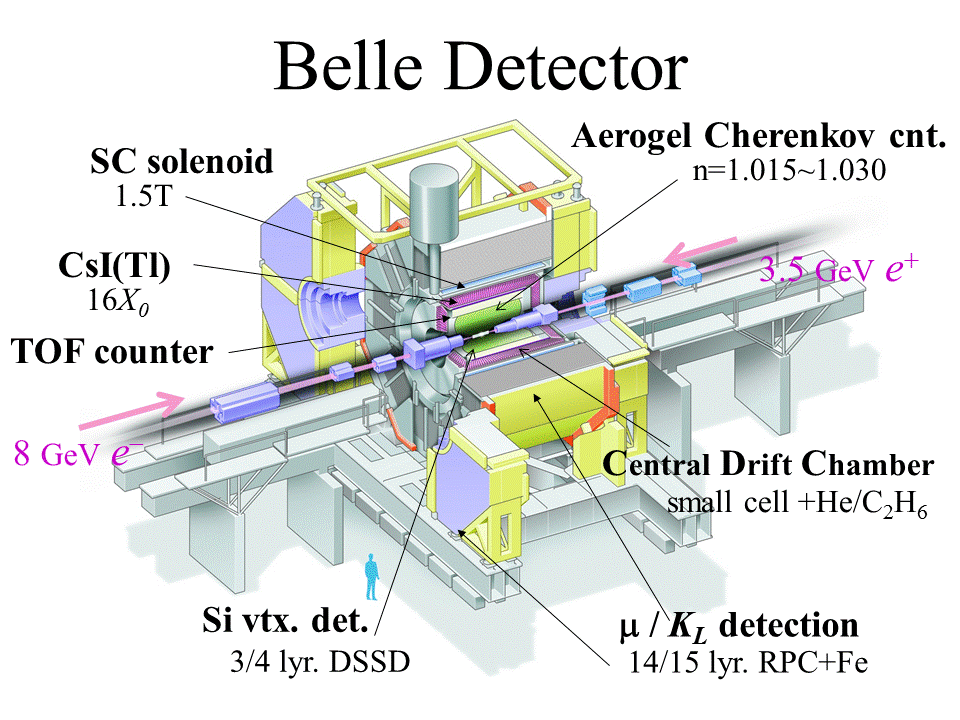 Belle Detector
SC solenoid
1.5T
Aerogel Cherenkov cnt.
n=1.015~1.030
CsI(Tl)
16X₀
TOF counter
3.5 GeV e⁺
8 GeV e⁻
Central Drift Chamber
small cell +He/C₂H₆
Si vtx. det.
3/4 lyr. DSSD
μ / K_L detection
14/15 lyr. RPC+Fe